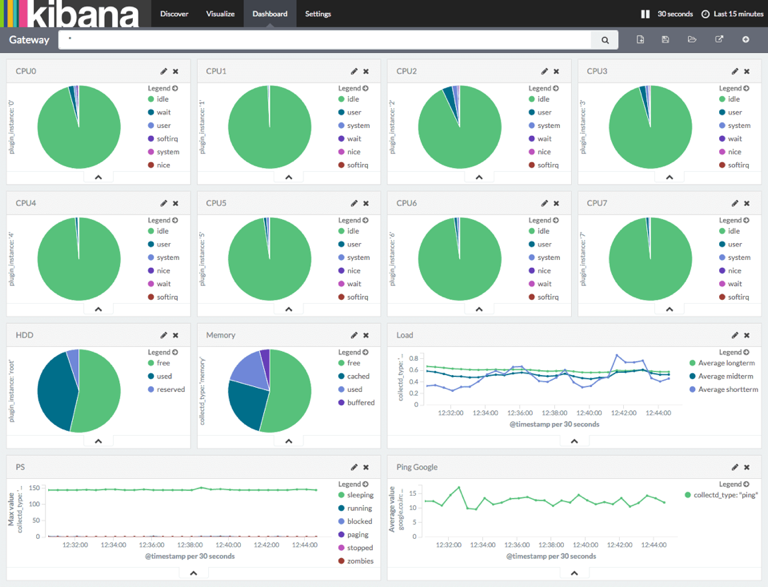 kibana
Discover Visualize Dashboard Settings
30 seconds Last 15 minutes
Gateway *
CPU0
plugin_instance: '0'
Legend
idle
wait
user
softirq
system
nice
CPU1
plugin_instance: '1'
Legend
idle
user
system
wait
nice
softirq
CPU2
plugin_instance: '2'
Legend
idle
user
system
wait
nice
softirq
CPU3
plugin_instance: '3'
Legend
idle
user
system
wait
nice
softirq
CPU4
plugin_instance: '4'
Legend
idle
user
system
nice
wait
softirq
CPU5
plugin_instance: '5'
Legend
idle
user
system
nice
wait
softirq
CPU6
plugin_instance: '6'
Legend
idle
user
system
nice
wait
softirq
CPU7
plugin_instance: '7'
Legend
idle
user
system
nice
wait
softirq
HDD
plugin_instance: 'root'
Legend
free
used
reserved
Memory
collectd_type: 'memory'
Legend
free
cached
used
buffered
Load
collectd_type: '...
0.8
0.6
0.4
0.2
0
12:32:00 12:34:00 12:36:00 12:38:00 12:40:00 12:42:00 12:44:00
@timestamp per 30 seconds
Legend
Average longterm
Average midterm
Average shortterm
PS
Max value
collectd_type: '...
150
100
50
0
12:32:00 12:34:00 12:36:00 12:38:00 12:40:00 12:42:00 12:44:00
@timestamp per 30 seconds
Legend
sleeping
running
blocked
paging
stopped
zombies
Ping Google
Average value
google.co.in: ...
15
10
5
0
12:32:00 12:34:00 12:36:00 12:38:00 12:40:00 12:42:00 12:44:00
@timestamp per 30 seconds
Legend
collectd_type: "ping"